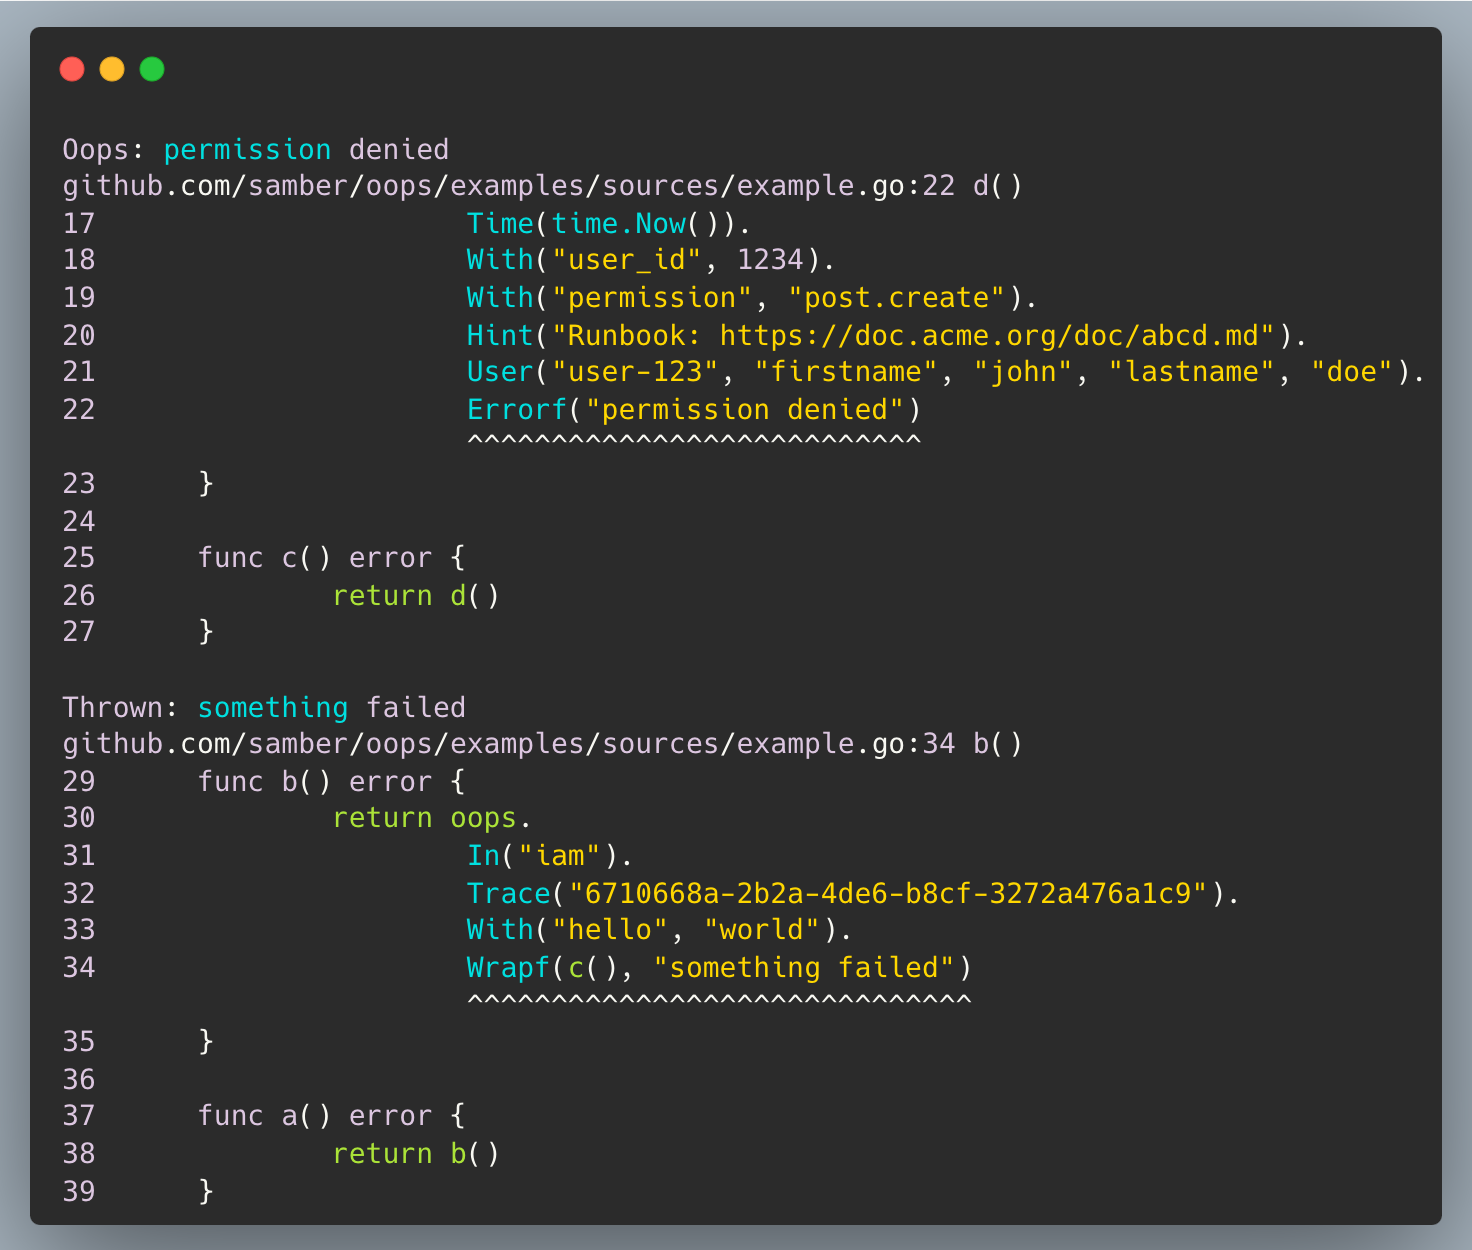 Oops: permission denied
github.com/samber/oops/examples/sources/example.go:22 d()
17                      Time(time.Now()).
18                      With("user_id", 1234).
19                      With("permission", "post.create").
20                      Hint("Runbook: https://doc.acme.org/doc/abcd.md").
21                      User("user-123", "firstname", "john", "lastname", "doe").
22                      Errorf("permission denied")
                        ^^^^^^^^^^^^^^^^^^^^^^^^^^^
23      }
24
25      func c() error {
26              return d()
27      }

Thrown: something failed
github.com/samber/oops/examples/sources/example.go:34 b()
29      func b() error {
30              return oops.
31                      In("iam").
32                      Trace("6710668a-2b2a-4de6-b8cf-3272a476a1c9").
33                      With("hello", "world").
34                      Wrapf(c(), "something failed")
                        ^^^^^^^^^^^^^^^^^^^^^^^^^^^^^^
35      }
36
37      func a() error {
38              return b()
39      }